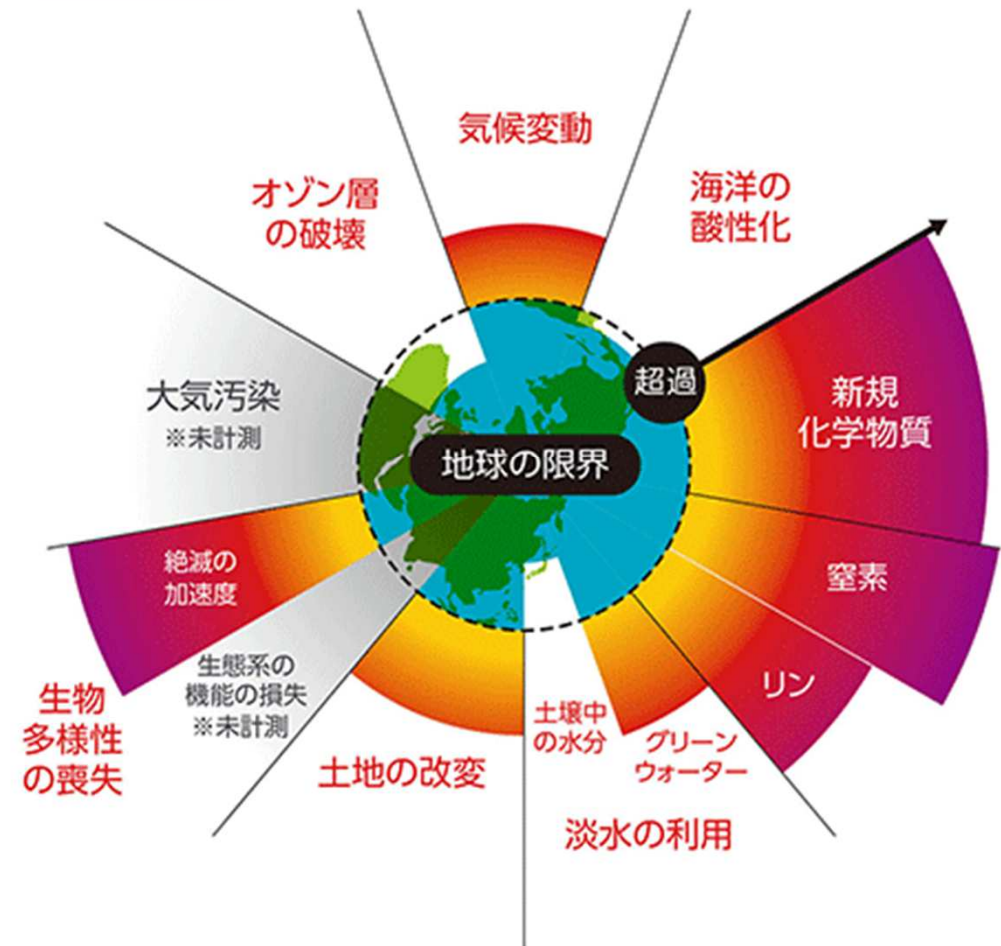 気候変動
オゾン層
の破壊
海洋の
酸性化
大気汚染
※未計測
超過
新規
化学物質
地球の限界
絶滅の
加速度
窒素
生態系の
機能の損失
※未計測
リン
生物
多様性
の喪失
土地の改変
土壌中
の水分
グリーン
ウォーター
淡水の利用